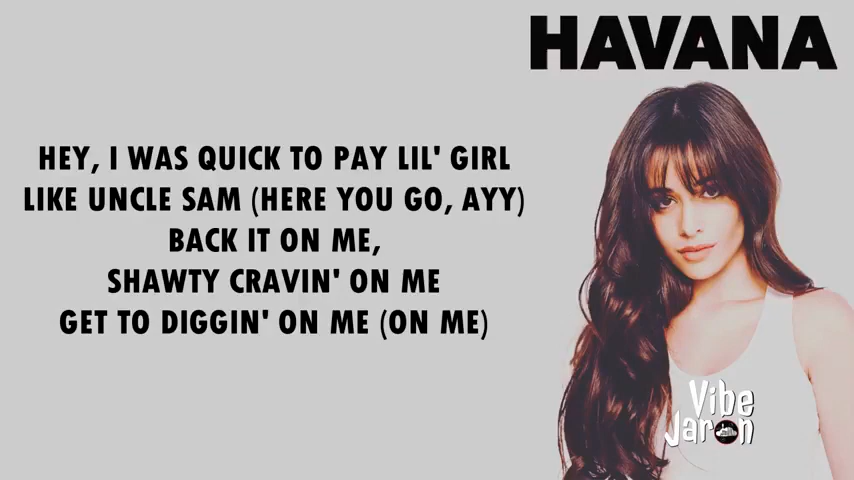 HAVANA
HEY, I WAS QUICK TO PAY LIL' GIRL
LIKE UNCLE SAM (HERE YOU GO, AYY)
BACK IT ON ME,
SHAWTY CRAVIN' ON ME
GET TO DIGGIN' ON ME (ON ME)
Vibe
Jaron